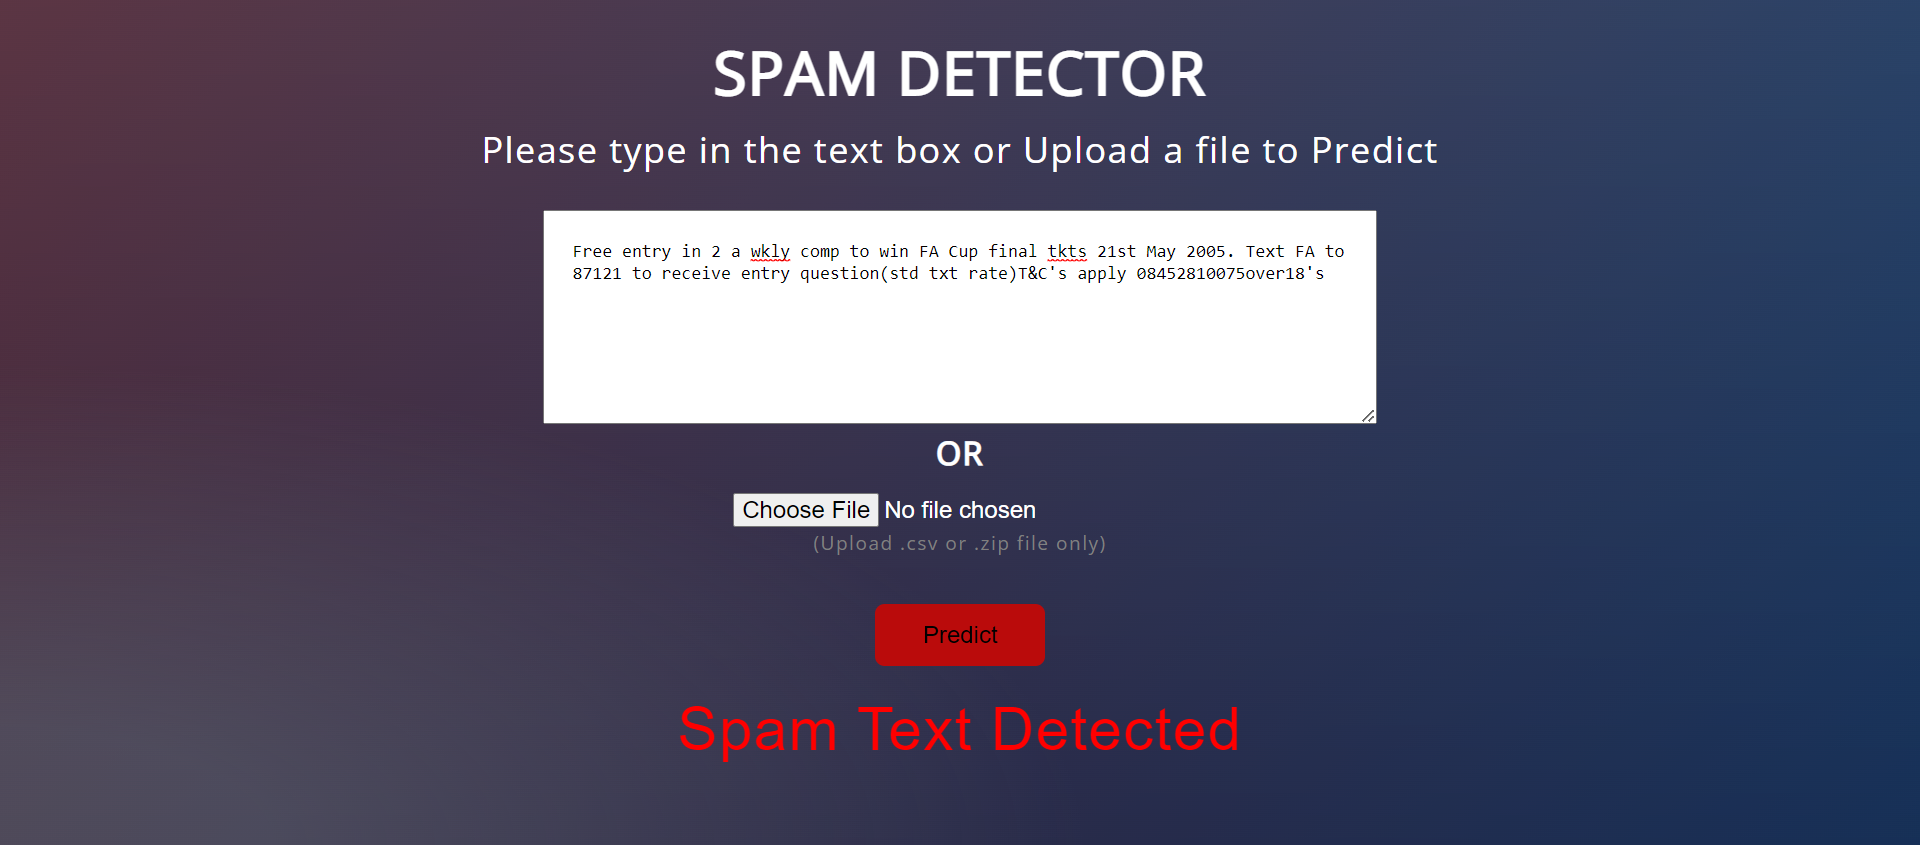 SPAM DETECTOR
Please type in the text box or Upload a file to Predict
Free entry in 2 a wkly comp to win FA Cup final tkts 21st May 2005. Text FA to
87121 to receive entry question(std txt rate)T&C's apply 08452810075over18's
OR
Choose File No file chosen
(Upload .csv or .zip file only)
Predict
Spam Text Detected